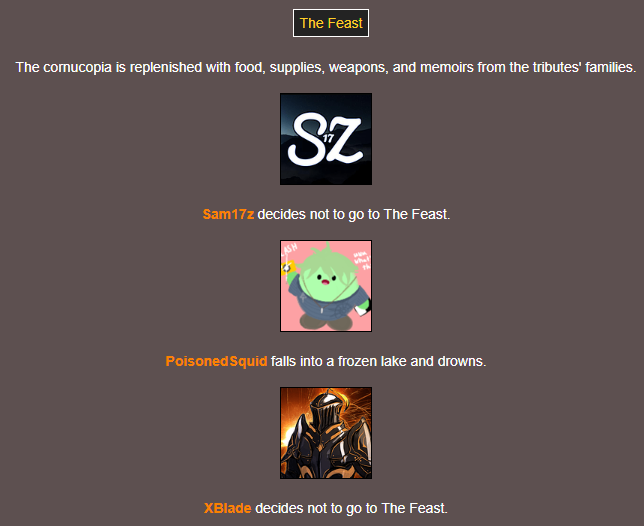 The Feast
The cornucopia is replenished with food, supplies, weapons, and memoirs from the tributes' families.
SZ
17
Sam17z decides not to go to The Feast.
PoisonedSquid falls into a frozen lake and drowns.
XBlade decides not to go to The Feast.